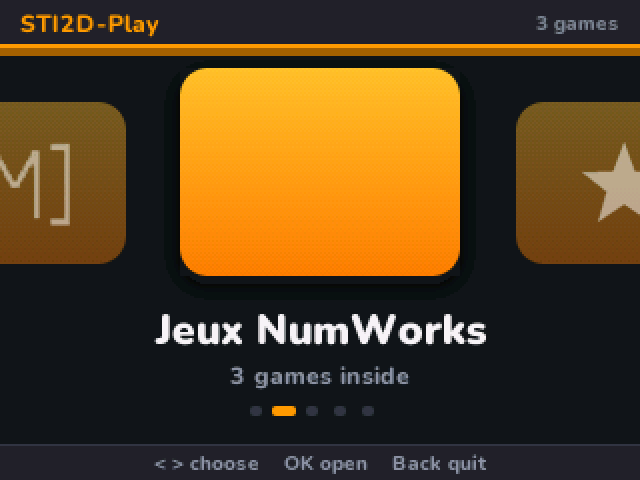 STI2D-Play
3 games
M]
Jeux NumWorks
3 games inside
< > choose OK open Back quit